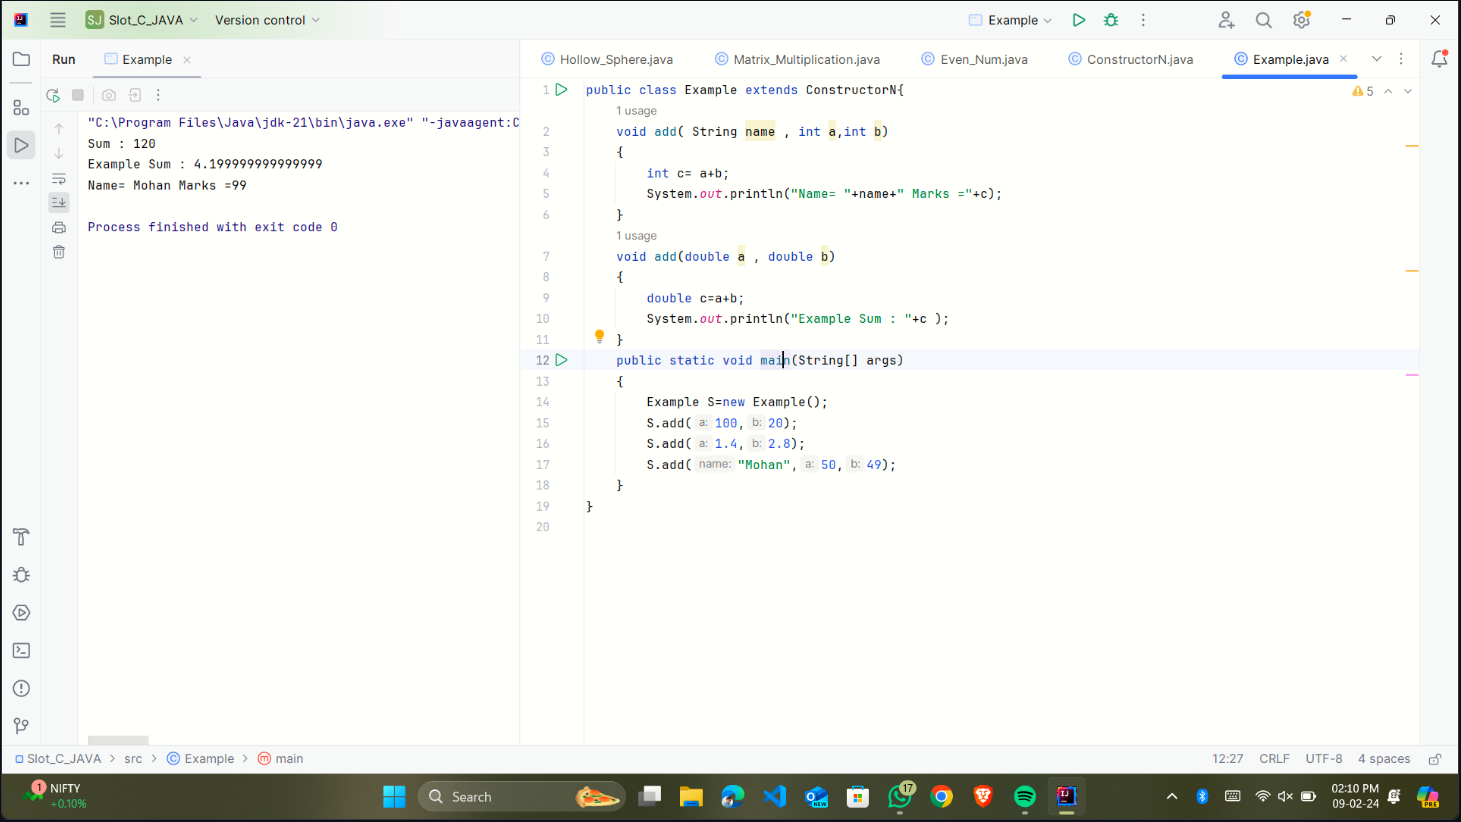 SJ Slot_C_JAVA Version control Example
Run Example
Hollow_Sphere.java Matrix_Multiplication.java Even_Num.java ConstructorN.java Example.java
"C:\Program Files\Java\jdk-21\bin\java.exe" "-javaagent:C
Sum : 120
Example Sum : 4.199999999999999
Name= Mohan Marks =99
Process finished with exit code 0
5
1 public class Example extends ConstructorN{
1 usage
2 void add( String name , int a,int b)
3 {
4 int c= a+b;
5 System.out.println("Name= "+name+" Marks ="+c);
6 }
1 usage
7 void add(double a , double b)
8 {
9 double c=a+b;
10 System.out.println("Example Sum : "+c );
11 }
12 public static void main(String[] args)
13 {
14 Example S=new Example();
15 S.add( a: 100, b: 20);
16 S.add( a: 1.4, b: 2.8);
17 S.add( name: "Mohan", a: 50, b: 49);
18 }
19 }
20
Slot_C_JAVA > src > Example > main 12:27 CRLF UTF-8 4 spaces
1 NIFTY
+0.10%
Search
NEW
17
02:10 PM
09-02-24
PRE